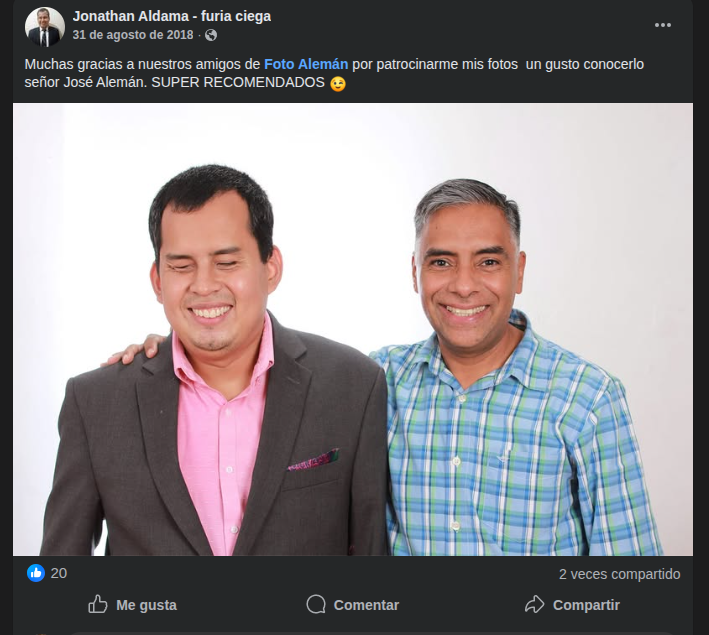 Jonathan Aldama - furia ciega
31 de agosto de 2018 ·
Muchas gracias a nuestros amigos de Foto Alemán por patrocinarme mis fotos  un gusto conocerlo
señor José Alemán. SUPER RECOMENDADOS 😉
20
2 veces compartido
Me gusta
Comentar
Compartir